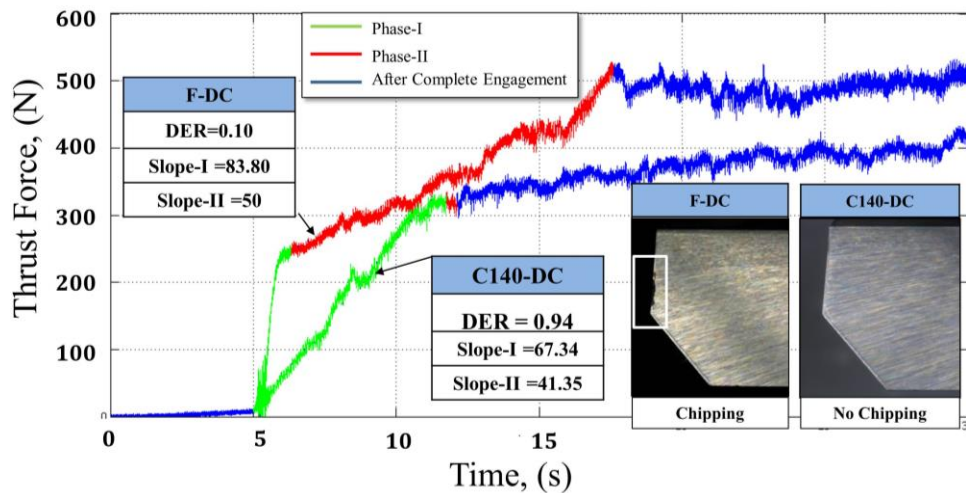 600
500
400
300
200
100
0
Thrust Force, (N)
Phase-I
Phase-II
After Complete Engagement
F-DC
DER=0.10
Slope-I =83.80
Slope-II =50
C140-DC
DER = 0.94
Slope-I =67.34
Slope-II =41.35
F-DC
C140-DC
Chipping
No Chipping
0
5
10
15
Time, (s)